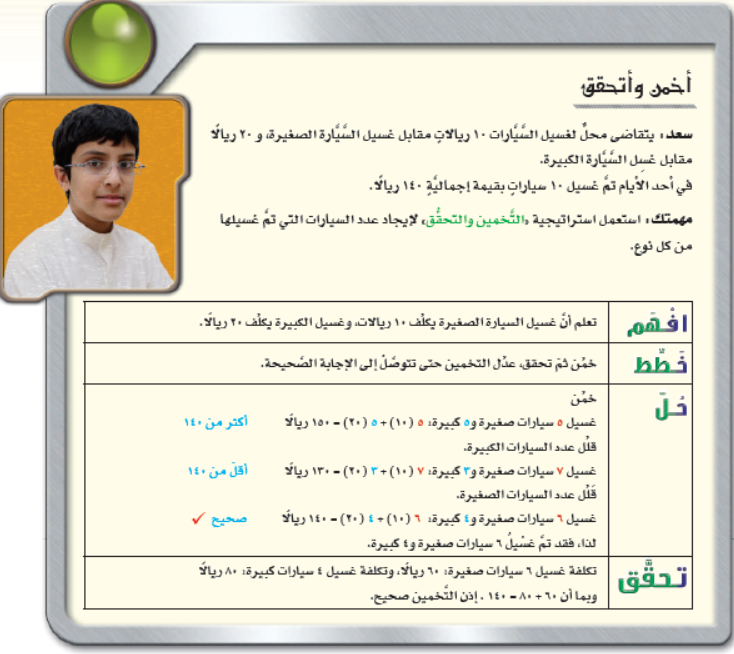 أخمن وأتحقق
سعد، يتقاضى محلٌّ لغسيل السَّيَّارات ١٠ ريالاتٍ مقابل غسيل السَّيَّارة الصغيرة، و ٢٠ ريالًا
مقابل غسل السَّيَّارة الكبيرة.
في أحد الأيام تمَّ غسيل ١٠ سياراتٍ بقيمة إجماليَّةٍ ١٤٠ ريالًا.
مهمتك، استعمل استراتيجية «التَّخمين والتحقُّق» لإيجاد عدد السيارات التي تمَّ غسيلها
من كل نوع.
افْهَم
تعلم أنَّ غسيل السيارة الصغيرة يكلِّف ١٠ ريالات، وغسيل الكبيرة يكلِّف ٢٠ ريالًا.
خَطِّط
خمِّن ثمّ تحقق، عدِّل التخمين حتى تتوصَّلْ إلى الإجابة الصَّحيحة.
حُلّ
خمِّن
غسيل ٥ سيارات صغيرة و٥ كبيرة، ٥ (١٠) + ٥ (٢٠) = ١٥٠ ريالًا أكثر من ١٤٠
قلِّل عدد السيارات الكبيرة.
غسيل ٧ سيارات صغيرة و٣ كبيرة، ٧ (١٠) + ٣ (٢٠) = ١٣٠ ريالًا أقلّ من ١٤٠
قَلِّل عدد السيارات الصغيرة.
غسيل ٦ سيارات صغيرة و٤ كبيرة، ٦ (١٠) + ٤ (٢٠) = ١٤٠ ريالًا صحيح ✓
لذا، فقد تمَّ غَسْيلُ ٦ سيارات صغيرة و٤ كبيرة.
تحقَّق
تكلفة غسيل ٦ سيارات صغيرة، ٦٠ ريالًا، وتكلفة غسيل ٤ سيارات كبيرة، ٨٠ ريالًا
وبما أن ٦٠ + ٨٠ = ١٤٠ . إذن التَّخمين صحيح.